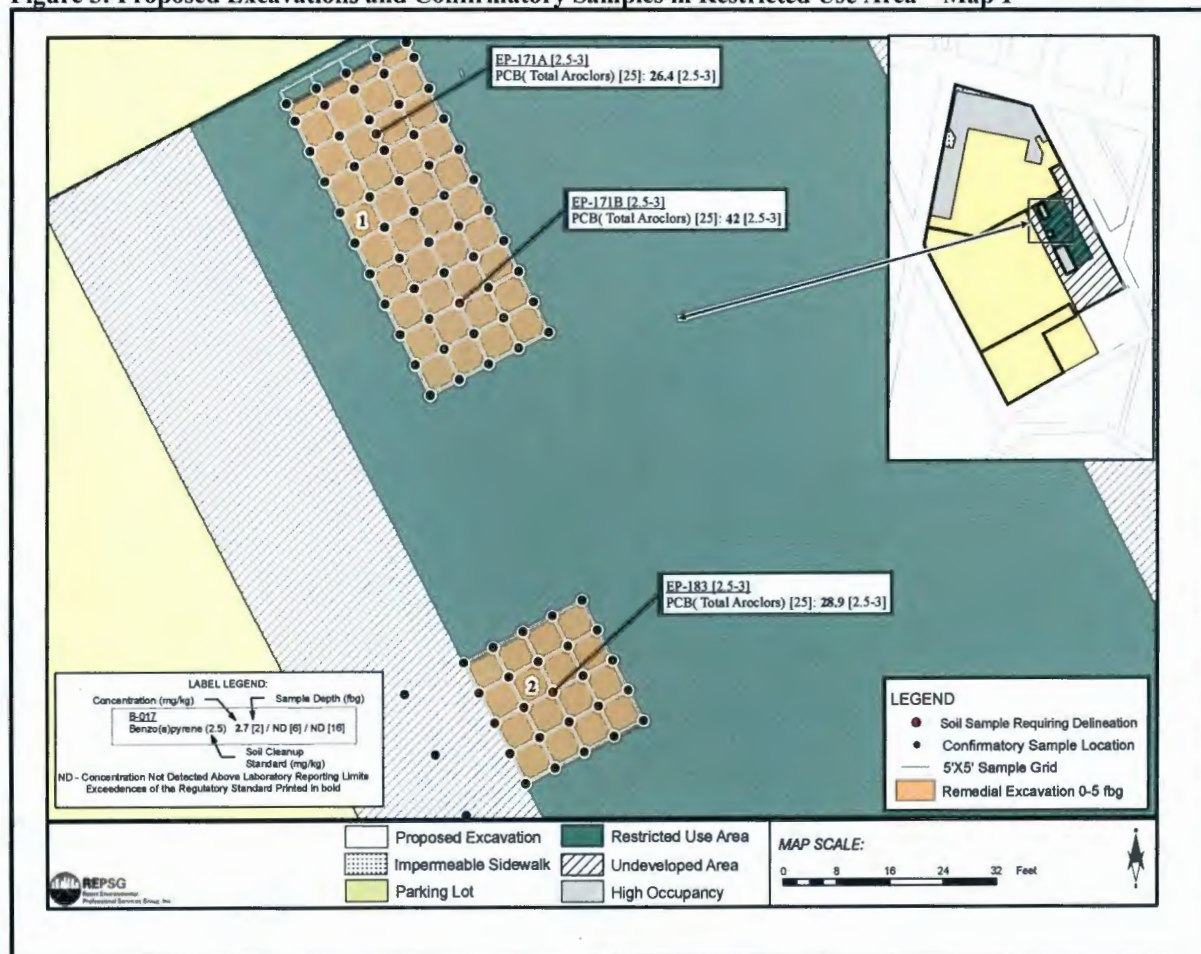 Figure 3: Proposed Excavations and Confirmatory Samples in Restricted Use Area – Map 1
EP-171A [2.5-3]
PCB( Total Aroclors) [25]: 26.4 [2.5-3]
EP-171B [2.5-3]
PCB( Total Aroclors) [25]: 42 [2.5-3]
1
EP-183 [2.5-3]
PCB( Total Aroclors) [25]: 28.9 [2.5-3]
2
LABEL LEGEND:
Concentration (mg/kg)
Sample Depth (fbg)
B-017
Benzo(a)pyrene (2.5) 2.7 [2] / ND [6] / ND [16]
Soil Cleanup
Standard (mg/kg)
ND - Concentration Not Detected Above Laboratory Reporting Limits
Exceedences of the Regulatory Standard Printed in bold
LEGEND
Soil Sample Requiring Delineation
Confirmatory Sample Location
5'X5' Sample Grid
Remedial Excavation 0-5 fbg
Proposed Excavation
Impermeable Sidewalk
Parking Lot
Restricted Use Area
Undeveloped Area
High Occupancy
MAP SCALE:
0 8 16 24 32 Feet
REPSG
Professional Services Group, Inc